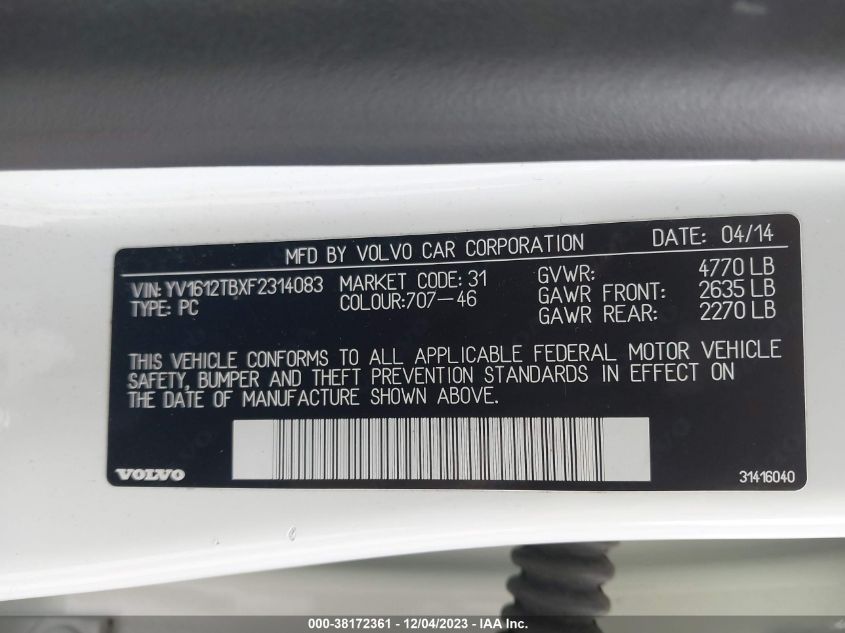 MFD BY VOLVO CAR CORPORATION DATE: 04/14
VIN: YV1612TBXF2314083 MARKET CODE: 31 GVWR: 4770 LB
TYPE: PC COLOUR:707-46 GAWR FRONT: 2635 LB
GAWR REAR: 2270 LB
THIS VEHICLE CONFORMS TO ALL APPLICABLE FEDERAL MOTOR VEHICLE
SAFETY, BUMPER AND THEFT PREVENTION STANDARDS IN EFFECT ON
THE DATE OF MANUFACTURE SHOWN ABOVE.
VOLVO 31416040
000-38172361 - 12/04/2023 - IAA Inc.